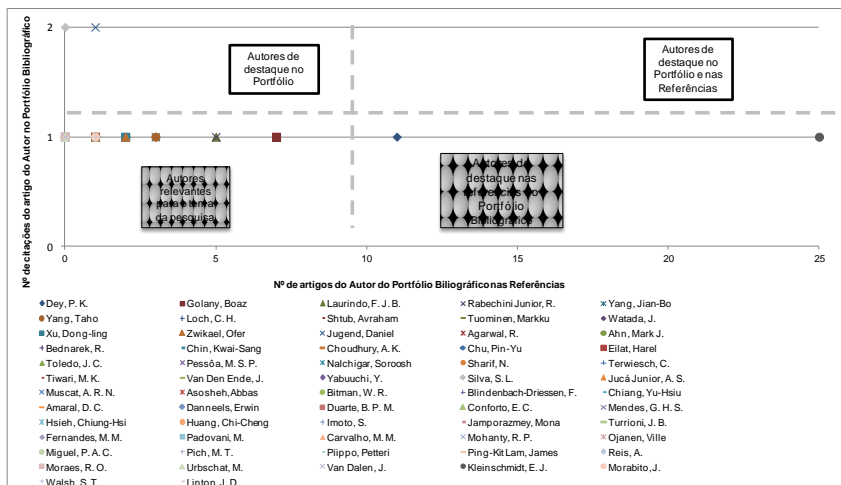 Nº de citações do artigo do Autor no Portfólio Bibliográfico
2
1
0
Autores de
destaque no
Portfólio
Autores de
destaque no
Portfólio e nas
Referências
Autores
relevantes
para o tema
da pesquisa
Autores de
destaque nas
referências do
Portfólio
Bibliográfico
0 5 10 15 20 25
Nº de artigos do Autor do Portfólio Biliográfico nas Referências
Dey, P. K. Golany, Boaz Laurindo, F. J. B. Rabechini Junior, R. Yang, Jian-Bo
Yang, Taho Loch, C. H. Shtub, Avraham Tuominen, Markku Watada, J.
Xu, Dong-ling Zwikael, Ofer Jugend, Daniel Agarwal, R. Ahn, Mark J.
Bednarek, R. Chin, Kwai-Sang Choudhury, A. K. Chu, Pin-Yu Eilat, Harel
Toledo, J. C. Pessôa, M. S. P. Nalchigar, Soroosh Sharif, N. Terwiesch, C.
Tiwari, M. K. Van Den Ende, J. Yabuuchi, Y. Silva, S. L. Jucá Junior, A. S.
Muscat, A. R. N. Asosheh, Abbas Bitman, W. R. Blindenbach-Driessen, F. Chiang, Yu-Hsiu
Amaral, D. C. Danneels, Erwin Duarte, B. P. M. Conforto, E. C. Mendes, G. H. S.
Hsieh, Chiung-Hsi Huang, Chi-Cheng Imoto, S. Jamporazmey, Mona Turrioni, J. B.
Fernandes, M. M. Padovani, M. Carvalho, M. M. Mohanty, R. P. Ojanen, Ville
Miguel, P. A. C. Pich, M. T. Piippo, Petteri Ping-Kit Lam, James Reis, A.
Moraes, R. O. Urbschat, M. Van Dalen, J. Kleinschmidt, E. J. Morabito, J.
Walsh, S. T. Linton, J. D.